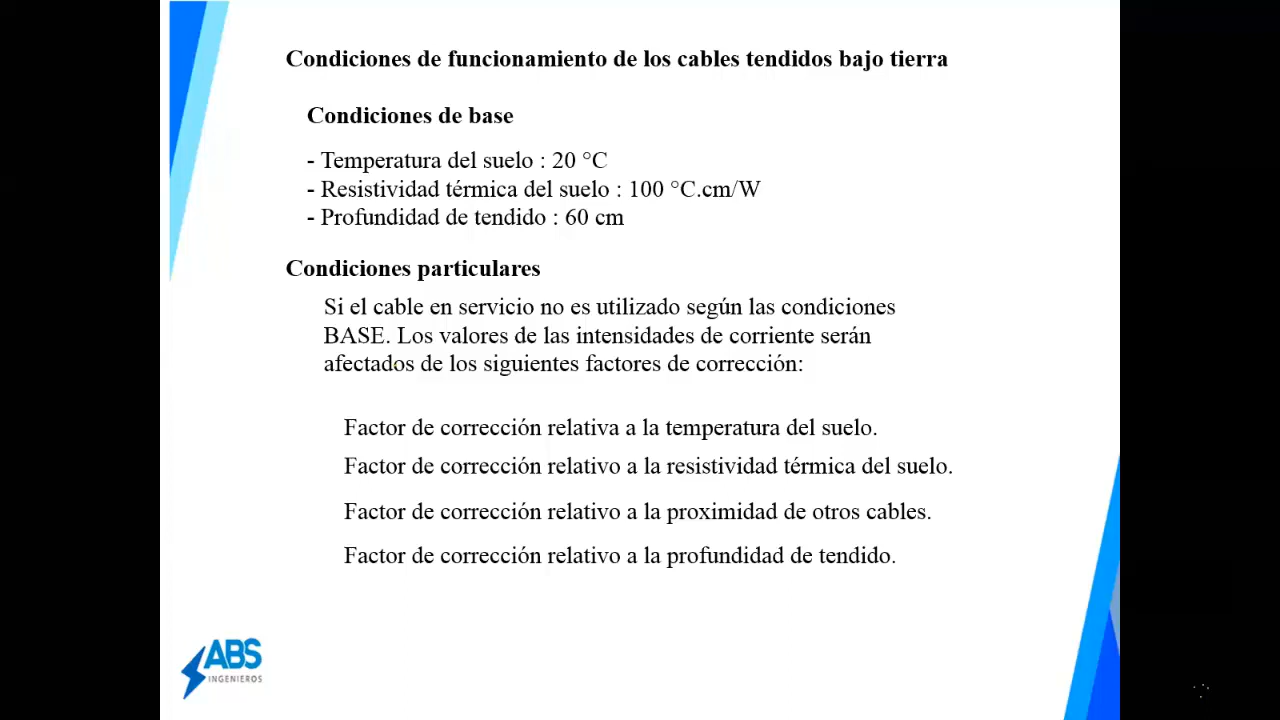 Condiciones de funcionamiento de los cables tendidos bajo tierra
Condiciones de base
- Temperatura del suelo : 20 °C
- Resistividad térmica del suelo : 100 °C.cm/W
- Profundidad de tendido : 60 cm
Condiciones particulares
Si el cable en servicio no es utilizado según las condiciones
BASE. Los valores de las intensidades de corriente serán
afectados de los siguientes factores de corrección:
Factor de corrección relativa a la temperatura del suelo.
Factor de corrección relativo a la resistividad térmica del suelo.
Factor de corrección relativo a la proximidad de otros cables.
Factor de corrección relativo a la profundidad de tendido.
ABS
INGENIEROS